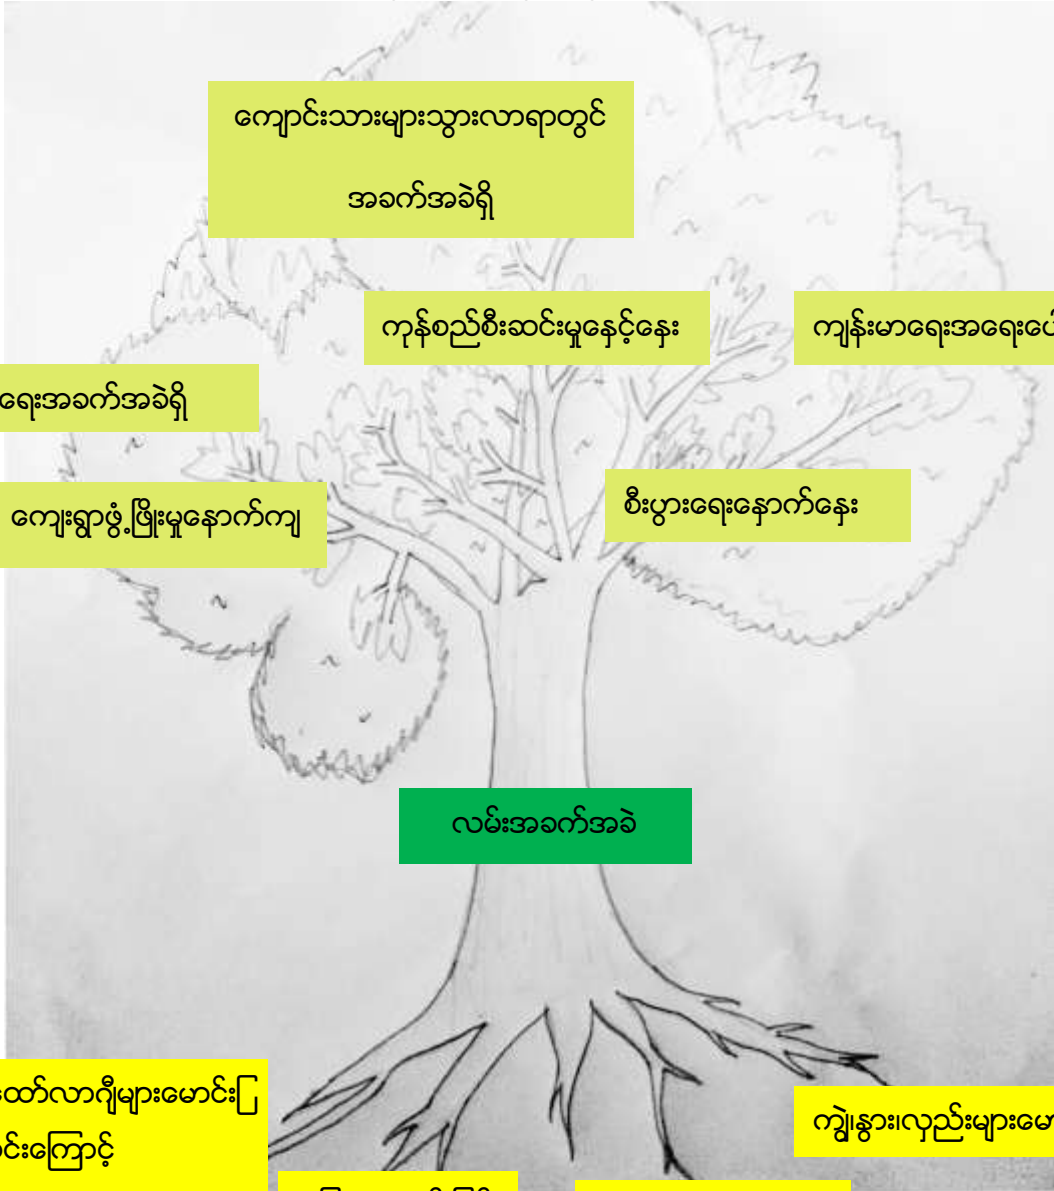 ကျောင်းသားများသွားလာရာတွင်
အခက်အခဲရှိ
ကုန်စည်စီးဆင်းမှုနှေင့်နှေး
ကျန်းမာရေးအရေးပေါ်
ရေးအခက်အခဲရှိ
ကျေးရွာဖွံ့ဖြိုးမှုနောက်ကျ
စီးပွားရေးနှောက်နှေး
လမ်းအခက်အခဲ
ထော်လာဂျီများမောင်း
င်းကြောင့်
ကျွဲ၊နွား၊လှည်းများမော